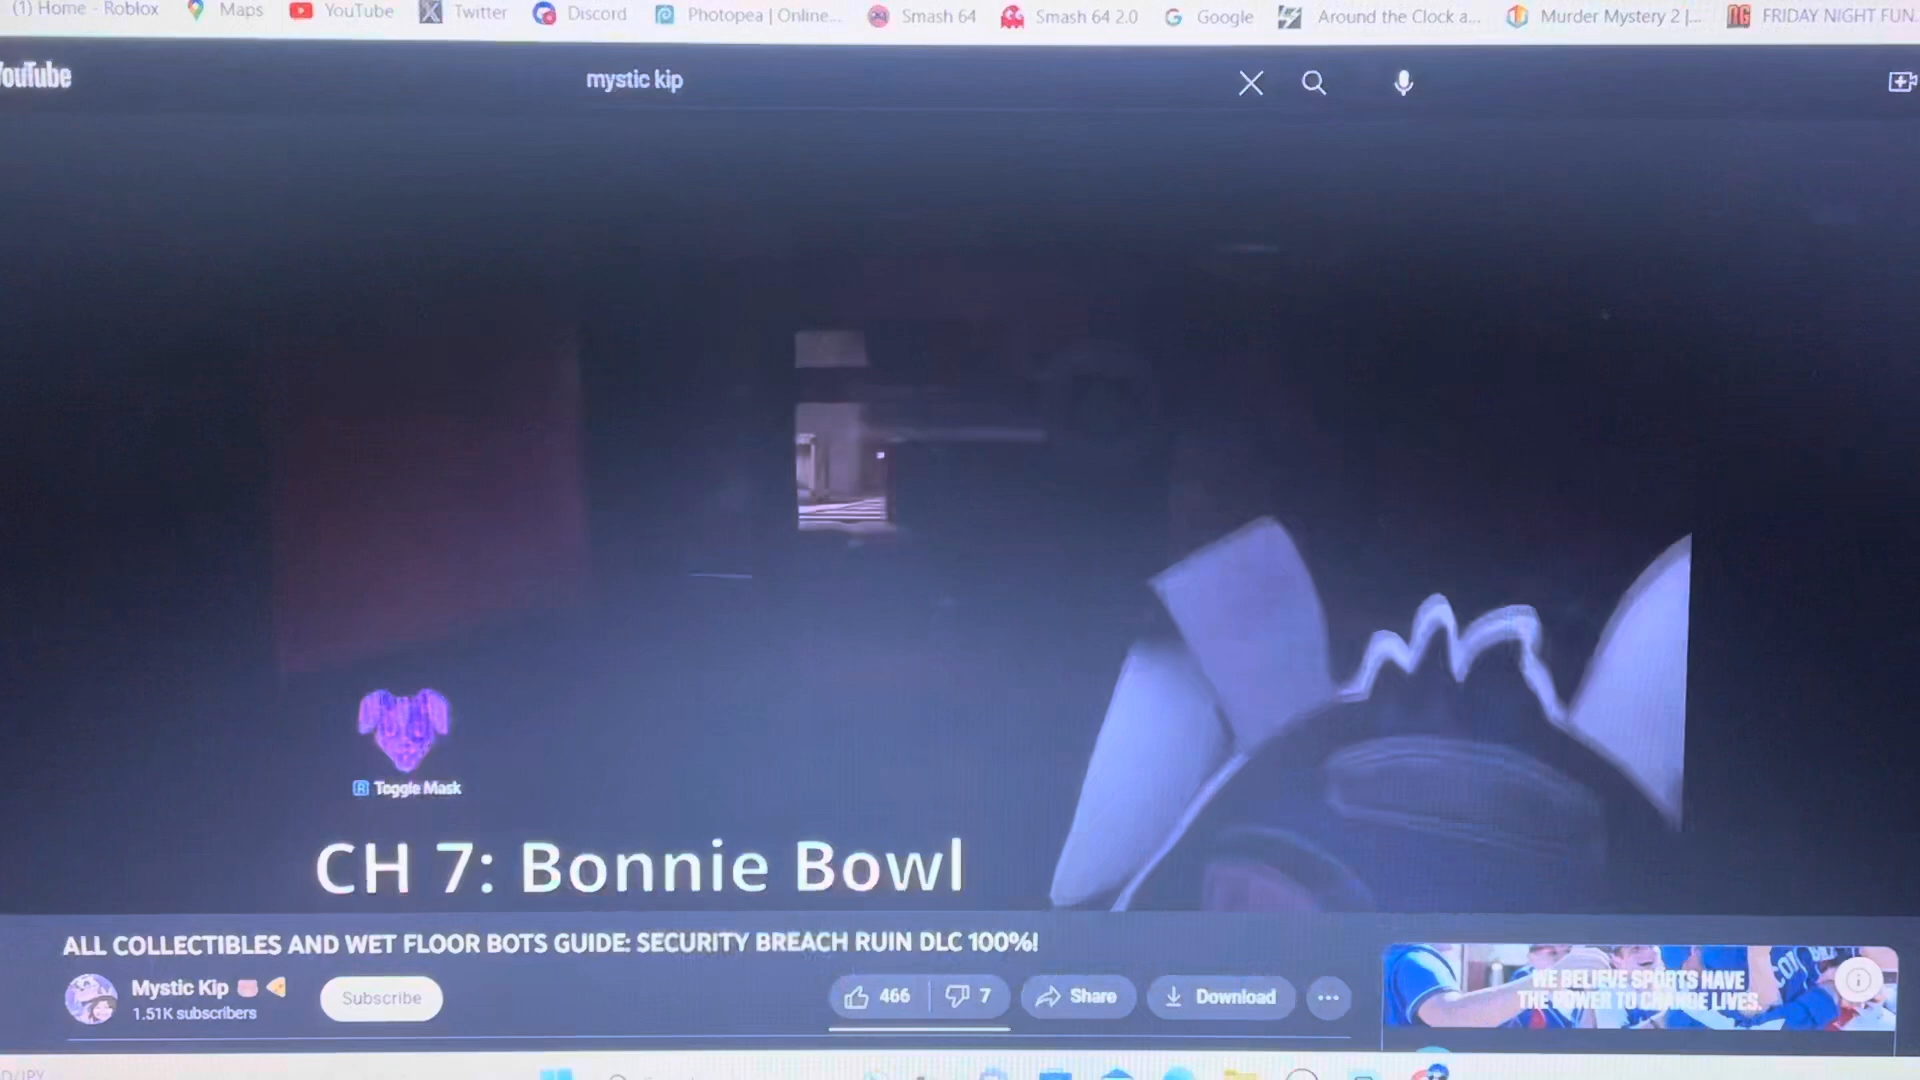 (1) Home - Roblox Maps YouTube Twitter Discord Photopea | Online... Smash 64 Smash 64 2.0 Google Around the Clock a... Murder Mystery 2 |... FRIDAY NIGHT FUN
YouTube mystic kip
R Toggle Mask
CH 7: Bonnie Bowl
ALL COLLECTIBLES AND WET FLOOR BOTS GUIDE: SECURITY BREACH RUIN DLC 100%!
Mystic Kip
1.51K subscribers
Subscribe
466 7 Share Download
WE BELIEVE SPORTS HAVE
THE POWER TO CHANGE LIVES.